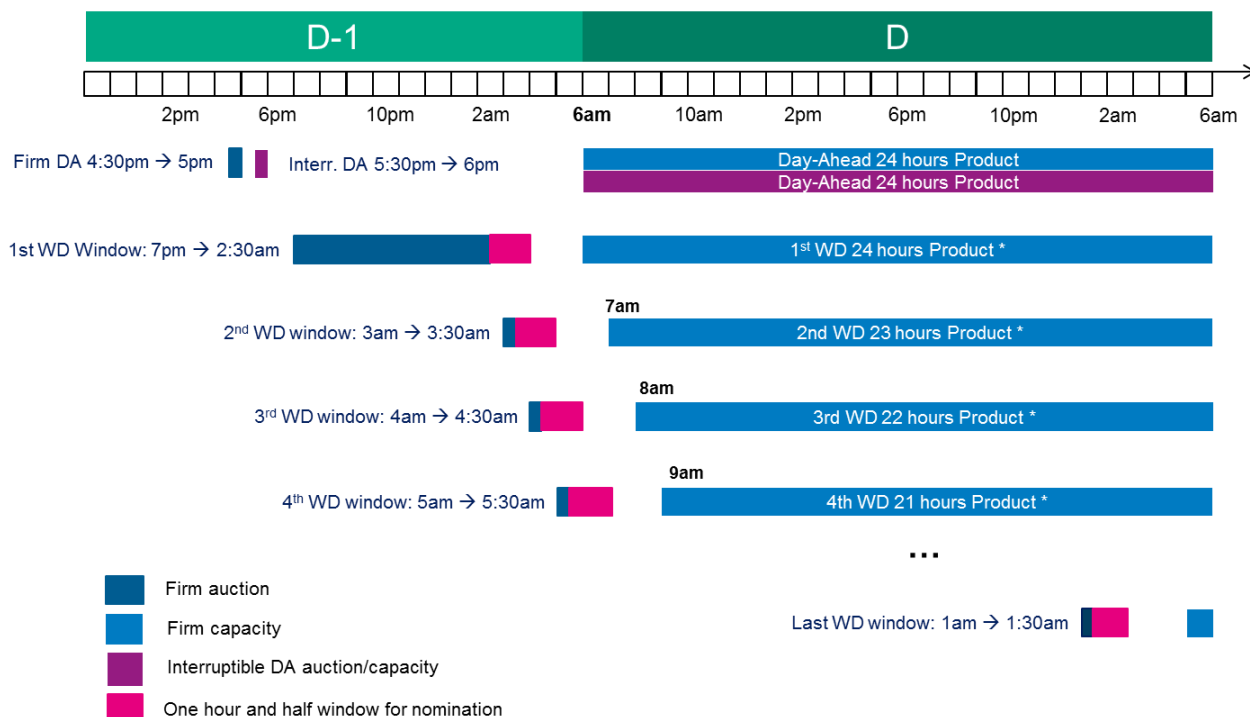 D-1 D
2pm 6pm 10pm 2am 6am 10am 2pm 6pm 10pm 2am 6am
Firm DA 4:30pm → 5pm Interr. DA 5:30pm → 6pm Day-Ahead 24 hours Product
Day-Ahead 24 hours Product
1st WD Window: 7pm → 2:30am 1st WD 24 hours Product *
7am
2nd WD window: 3am → 3:30am 2nd WD 23 hours Product *
8am
3rd WD window: 4am → 4:30am 3rd WD 22 hours Product *
9am
4th WD window: 5am → 5:30am 4th WD 21 hours Product *
...
Firm auction
Firm capacity Last WD window: 1am → 1:30am
Interruptible DA auction/capacity
One hour and half window for nomination